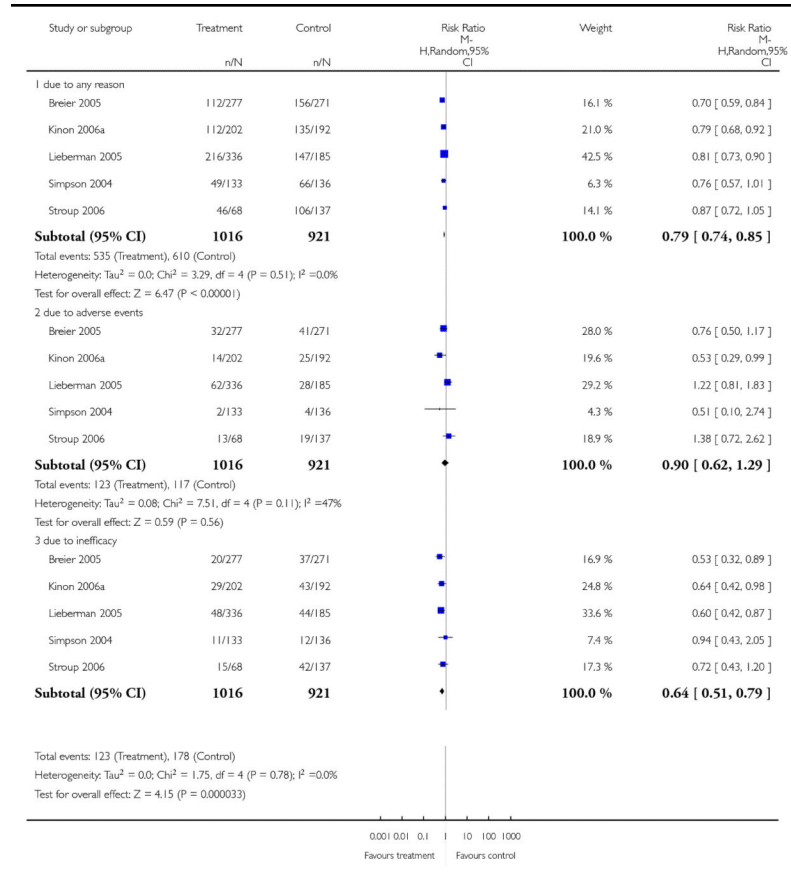 Study or subgroup Treatment Control Risk Ratio Weight Risk Ratio
M- M-
H,Random,95% H,Random,95%
n/N n/N CI CI
1 due to any reason
Breier 2005 112/277 156/271 16.1 % 0.70 [ 0.59, 0.84 ]
Kinon 2006a 112/202 135/192 21.0 % 0.79 [ 0.68, 0.92 ]
Lieberman 2005 216/336 147/185 42.5 % 0.81 [ 0.73, 0.90 ]
Simpson 2004 49/133 66/136 6.3 % 0.76 [ 0.57, 1.01 ]
Stroup 2006 46/68 106/137 14.1 % 0.87 [ 0.72, 1.05 ]
Subtotal (95% CI) 1016 921 100.0 % 0.79 [ 0.74, 0.85 ]
Total events: 535 (Treatment), 610 (Control)
Heterogeneity: Tau² = 0.0; Chi² = 3.29, df = 4 (P = 0.51); I² =0.0%
Test for overall effect: Z = 6.47 (P < 0.00001)
2 due to adverse events
Breier 2005 32/277 41/271 28.0 % 0.76 [ 0.50, 1.17 ]
Kinon 2006a 14/202 25/192 19.6 % 0.53 [ 0.29, 0.99 ]
Lieberman 2005 62/336 28/185 29.2 % 1.22 [ 0.81, 1.83 ]
Simpson 2004 2/133 4/136 4.3 % 0.51 [ 0.10, 2.74 ]
Stroup 2006 13/68 19/137 18.9 % 1.38 [ 0.72, 2.62 ]
Subtotal (95% CI) 1016 921 100.0 % 0.90 [ 0.62, 1.29 ]
Total events: 123 (Treatment), 117 (Control)
Heterogeneity: Tau² = 0.08; Chi² = 7.51, df = 4 (P = 0.11); I² =47%
Test for overall effect: Z = 0.59 (P = 0.56)
3 due to inefficacy
Breier 2005 20/277 37/271 16.9 % 0.53 [ 0.32, 0.89 ]
Kinon 2006a 29/202 43/192 24.8 % 0.64 [ 0.42, 0.98 ]
Lieberman 2005 48/336 44/185 33.6 % 0.60 [ 0.42, 0.87 ]
Simpson 2004 11/133 12/136 7.4 % 0.94 [ 0.43, 2.05 ]
Stroup 2006 15/68 42/137 17.3 % 0.72 [ 0.43, 1.20 ]
Subtotal (95% CI) 1016 921 100.0 % 0.64 [ 0.51, 0.79 ]
Total events: 123 (Treatment), 178 (Control)
Heterogeneity: Tau² = 0.0; Chi² = 1.75, df = 4 (P = 0.78); I² =0.0%
Test for overall effect: Z = 4.15 (P = 0.000033)
0.001 0.01 0.1 1 10 100 1000
Favours treatment Favours control